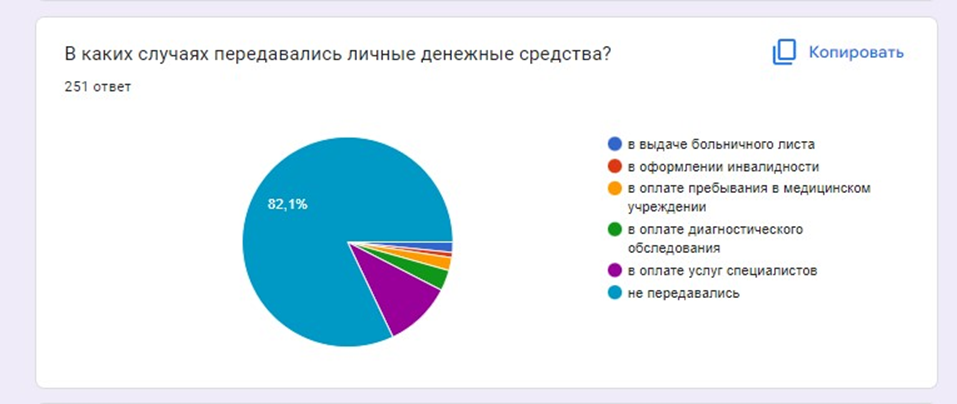 В каких случаях передавались личные денежные средства?
Копировать
251 ответ
82,1%
в выдаче больничного листа
в оформлении инвалидности
в оплате пребывания в медицинском
учреждении
в оплате диагностического
обследования
в оплате услуг специалистов
не передавались